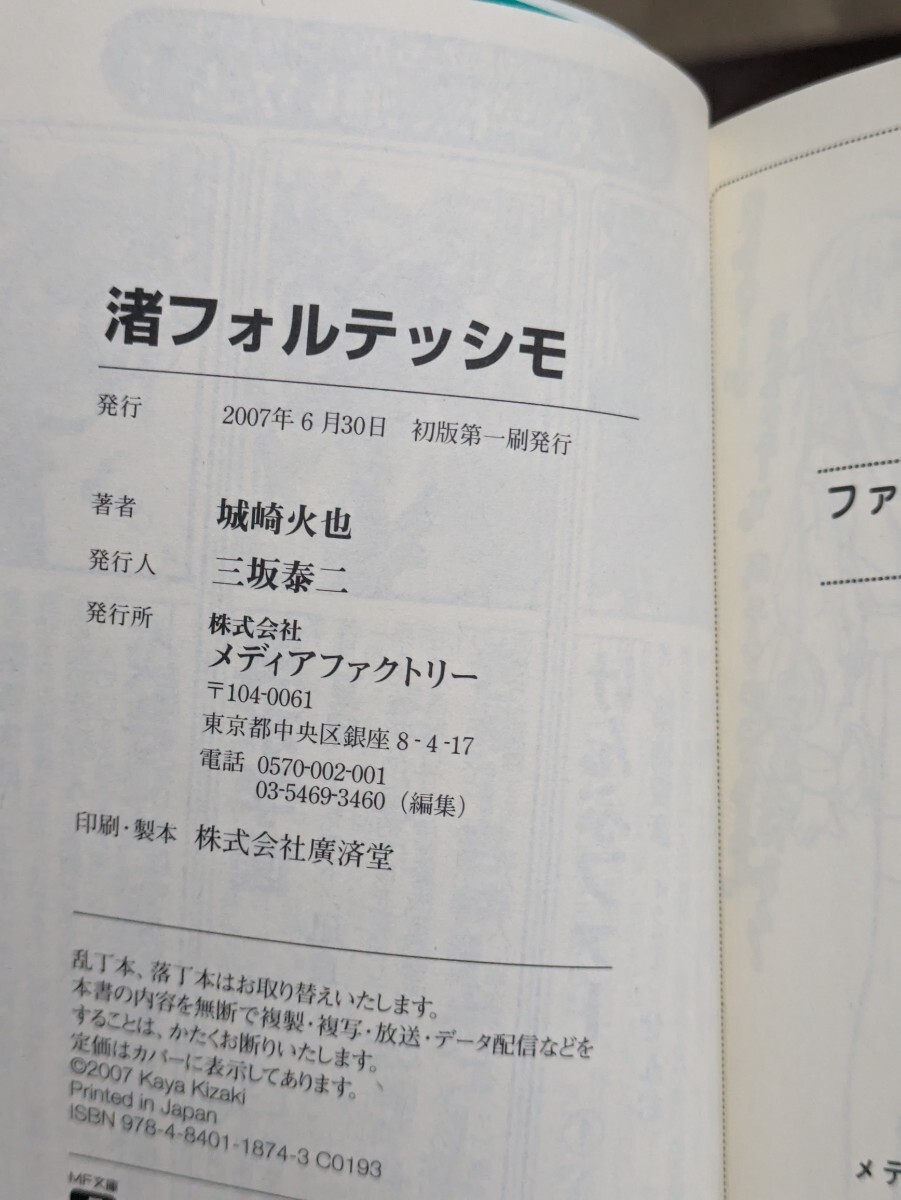 渚フォルテッシモ
発行 2007年6月30日 初版第一刷発行
著者 城崎火也
発行人 三坂泰二
発行所 株式会社
メディアファクトリー
〒104-0061
東京都中央区銀座8-4-17
電話 0570-002-001
03-5469-3460(編集)
印刷・製本 株式会社廣済堂
乱丁本、落丁本はお取り替えいたします。
本書の内容を無断で複製・複写・放送・データ配信などを
することは、かたくお断りいたします。
定価はカバーに表示してあります。
©2007 Kaya Kizaki
Printed in Japan
ISBN 978-4-8401-1874-3 C0193
MF文庫
ファ
メデ